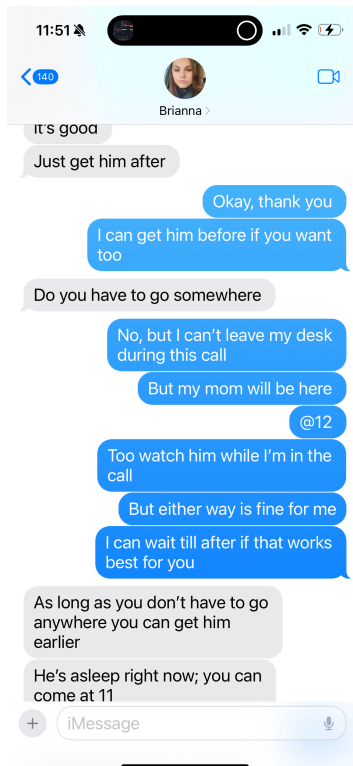 11:51
140
Brianna
It's good
Just get him after
Okay, thank you
I can get him before if you want
too
Do you have to go somewhere
No, but I can't leave my desk
during this call
But my mom will be here
@12
Too watch him while I'm in the
call
But either way is fine for me
I can wait till after if that works
best for you
As long as you don't have to go
anywhere you can get him
earlier
He's asleep right now; you can
come at 11
iMessage